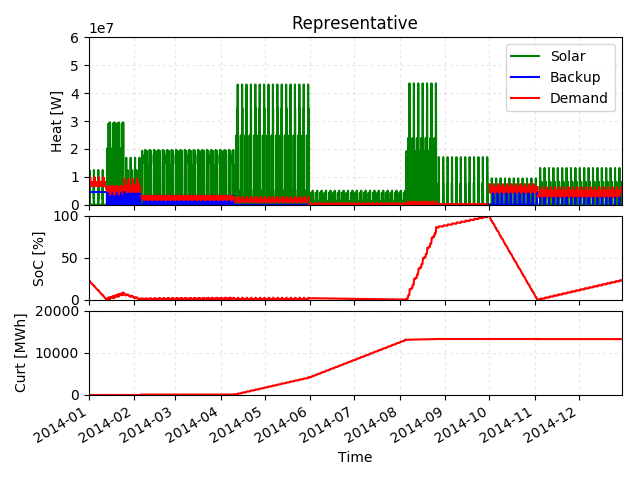 Representative
1e7
6
5
4
3
2
1
0
Heat [W]
Solar
Backup
Demand
100
50
0
SoC [%]
20000
10000
0
Curt [MWh]
2014-01
2014-02
2014-03
2014-04
2014-05
2014-06
2014-07
2014-08
2014-09
2014-10
2014-11
2014-12
Time